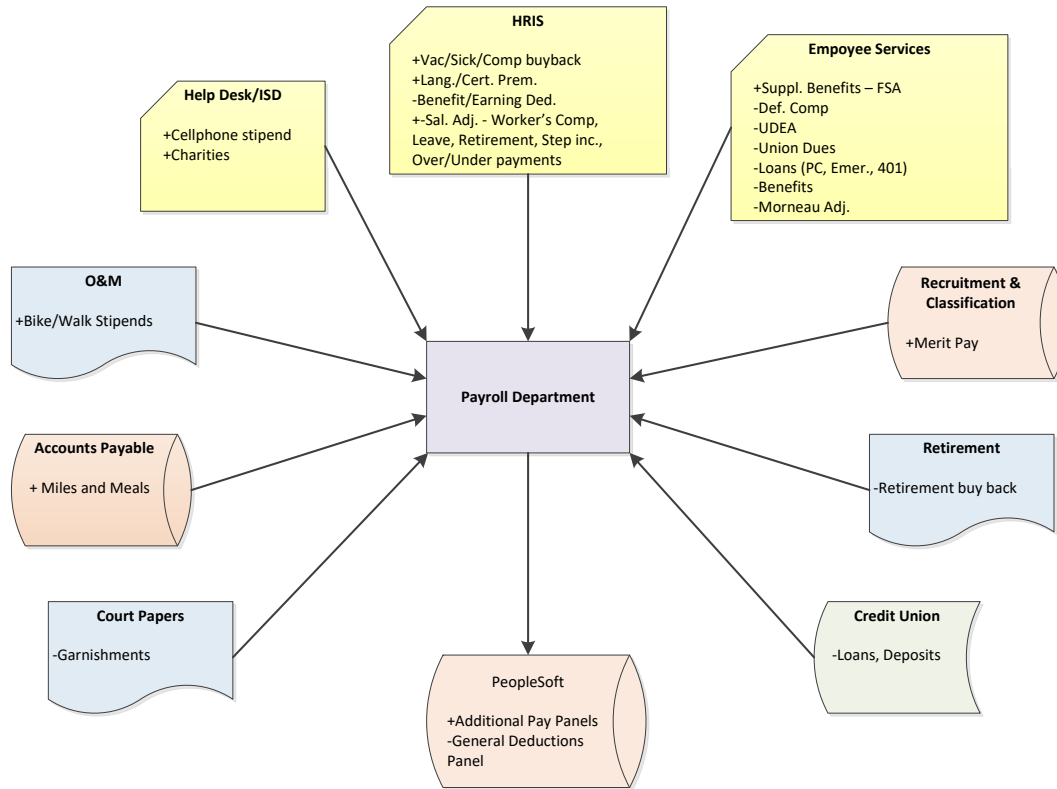 HRIS
+Vac/Sick/Comp buyback
+Lang./Cert. Prem.
-Benefit/Earning Ded.
+-Sal. Adj. - Worker’s Comp,
Leave, Retirement, Step inc.,
Over/Under payments
Empoyee Services
+Suppl. Benefits – FSA
-Def. Comp
-UDEA
-Union Dues
-Loans (PC, Emer., 401)
-Benefits
-Morneau Adj.
Help Desk/ISD
+Cellphone stipend
+Charities
O&M
+Bike/Walk Stipends
Recruitment &
Classification
+Merit Pay
Payroll Department
Accounts Payable
+ Miles and Meals
Retirement
-Retirement buy back
Court Papers
-Garnishments
Credit Union
-Loans, Deposits
PeopleSoft
+Additional Pay Panels
-General Deductions
Panel